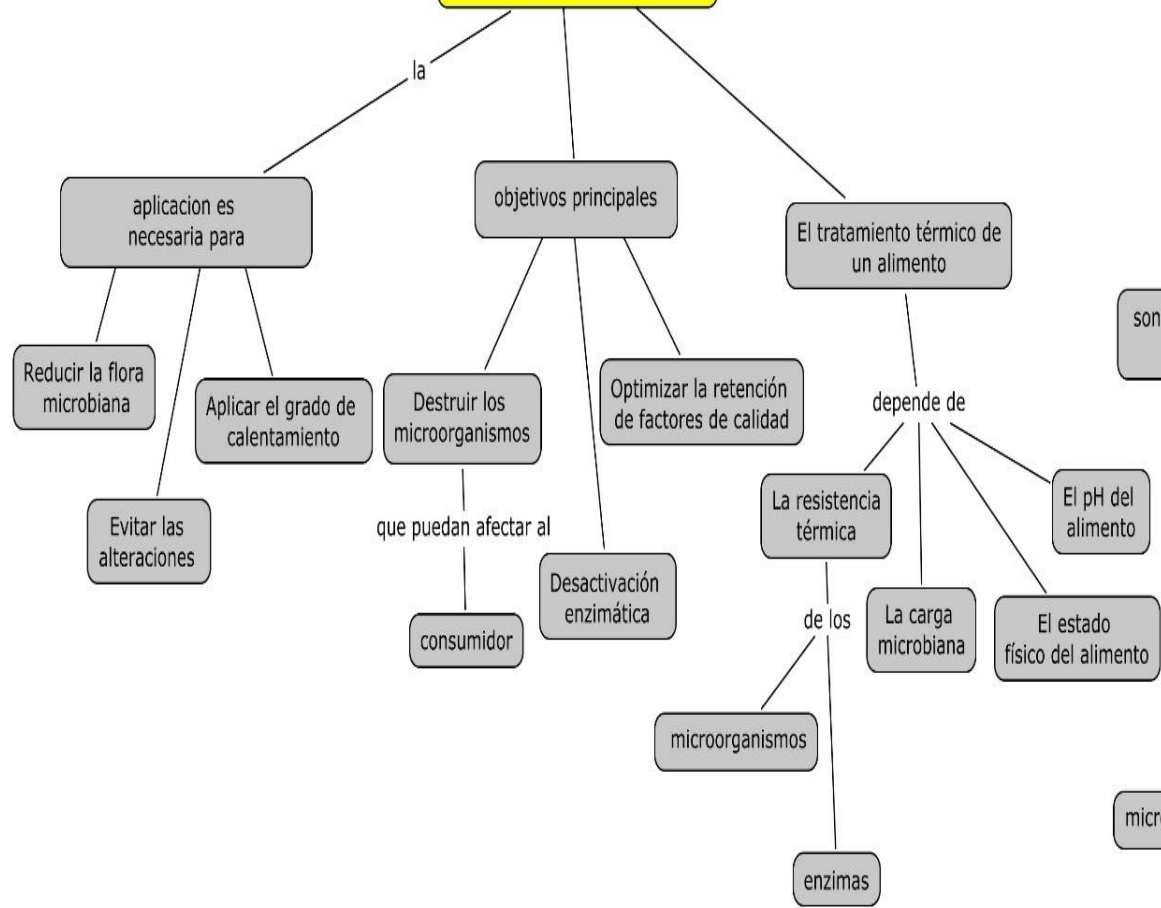 la
aplicacion es
necesaria para
Reducir la flora
microbiana
Evitar las
alteraciones
Aplicar el grado de
calentamiento
objetivos principales
Destruir los
microorganismos
que puedan afectar al
consumidor
Desactivación
enzimática
Optimizar la retención
de factores de calidad
El tratamiento térmico de
un alimento
depende de
La resistencia
térmica
de los
microorganismos
enzimas
La carga
microbiana
El estado
físico del alimento
El pH del
alimento
son